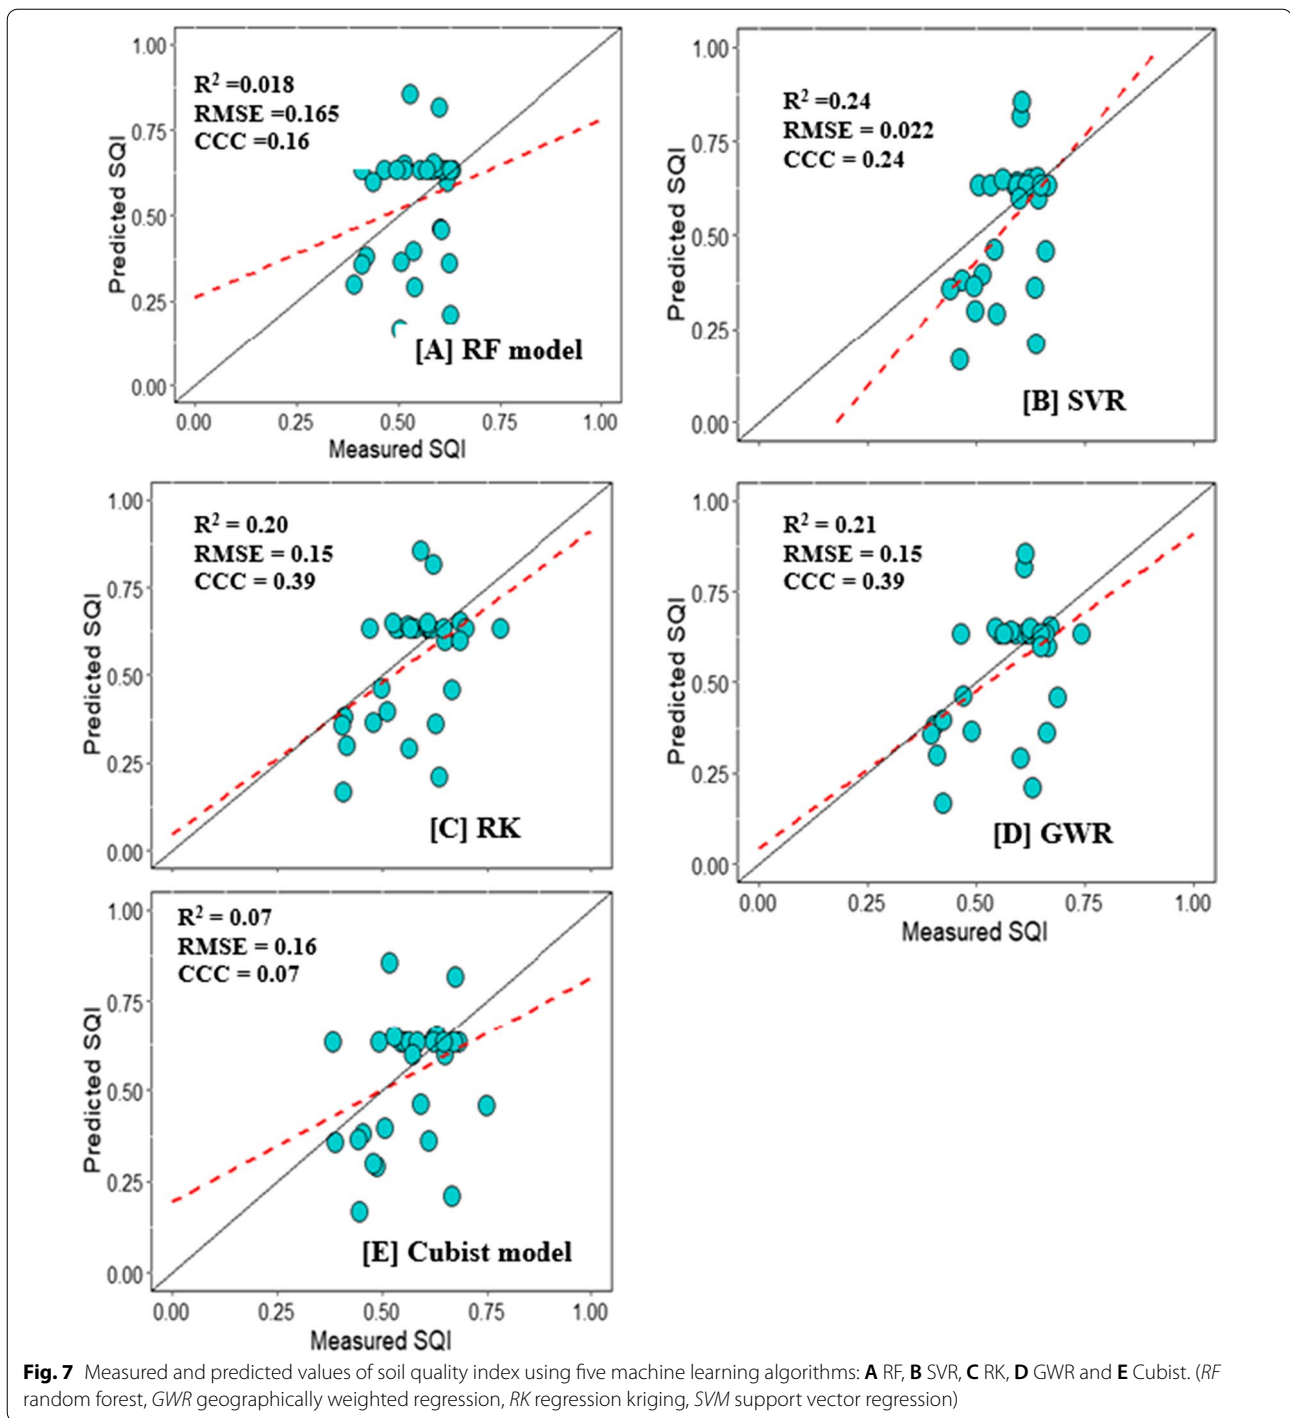 1.00
0.75
0.50
0.25
0.00
Predicted SQI
R² =0.018
RMSE =0.165
CCC =0.16
[A] RF model
0.00 0.25 0.50 0.75 1.00
Measured SQI
1.00
0.75
0.50
0.25
0.00
Predicted SQI
R² =0.24
RMSE = 0.022
CCC = 0.24
[B] SVR
1.00
0.75
0.50
0.25
0.00
Predicted SQI
R² = 0.20
RMSE = 0.15
CCC = 0.39
[C] RK
1.00
0.75
0.50
0.25
0.00
Predicted SQI
R² = 0.21
RMSE = 0.15
CCC = 0.39
[D] GWR
0.00 0.25 0.50 0.75 1.00
Measured SQI
1.00
0.75
0.50
0.25
0.00
Predicted SQI
R² = 0.07
RMSE = 0.16
CCC = 0.07
[E] Cubist model
0.00 0.25 0.50 0.75 1.00
Measured SQI
Fig. 7 Measured and predicted values of soil quality index using five machine learning algorithms: A RF, B SVR, C RK, D GWR and E Cubist. (RF
random forest, GWR geographically weighted regression, RK regression kriging, SVM support vector regression)